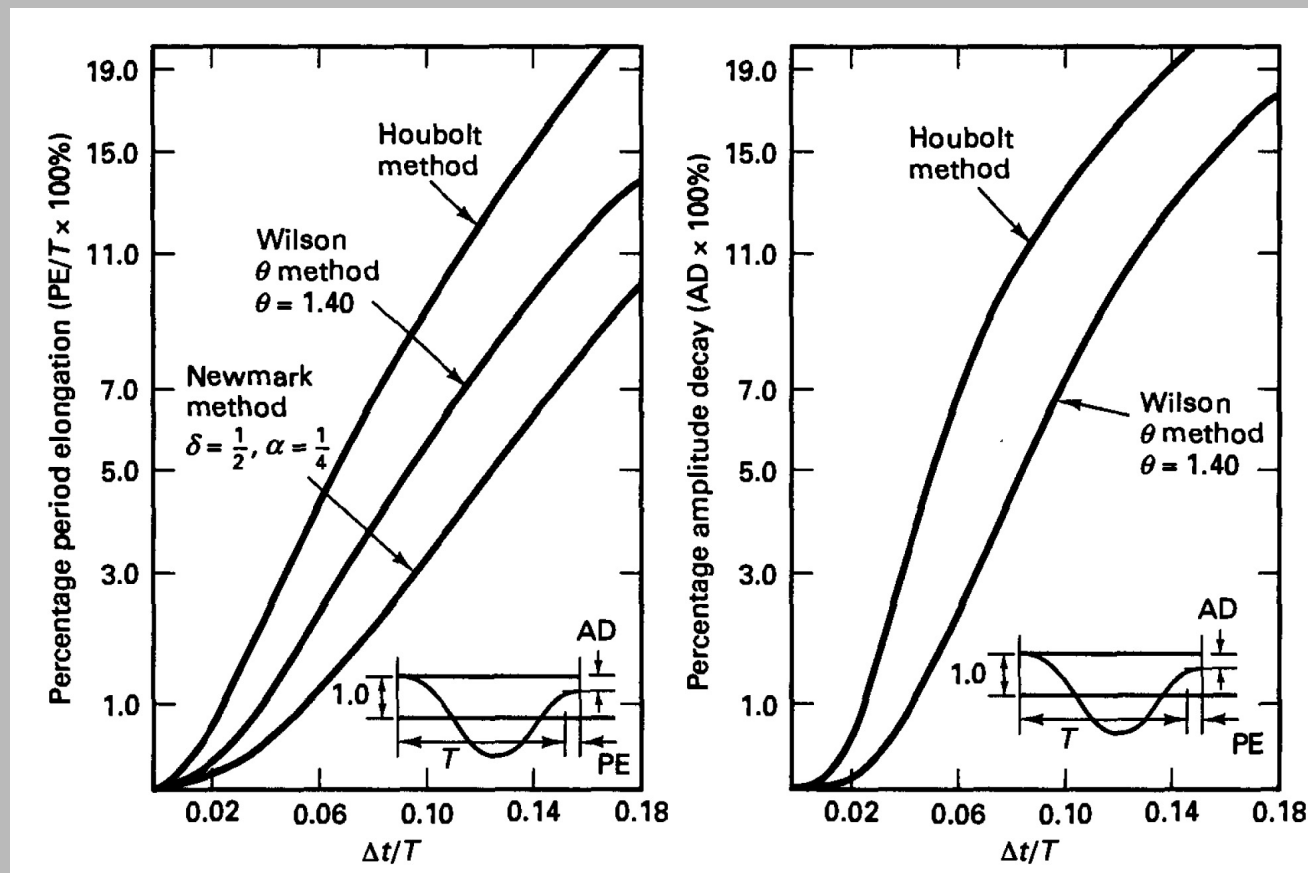 Percentage period elongation (PE/T × 100%)
19.0
15.0
11.0
7.0
5.0
3.0
1.0
Houbolt
method
Wilson
θ method
θ = 1.40
Newmark
method
δ = 1/2, α = 1/4
1.0
AD
T
PE
0.02
0.06
0.10
0.14
0.18
Δt/T
Percentage amplitude decay (AD × 100%)
19.0
15.0
11.0
7.0
5.0
3.0
1.0
Houbolt
method
Wilson
θ method
θ = 1.40
1.0
AD
T
PE
0.02
0.06
0.10
0.14
0.18
Δt/T